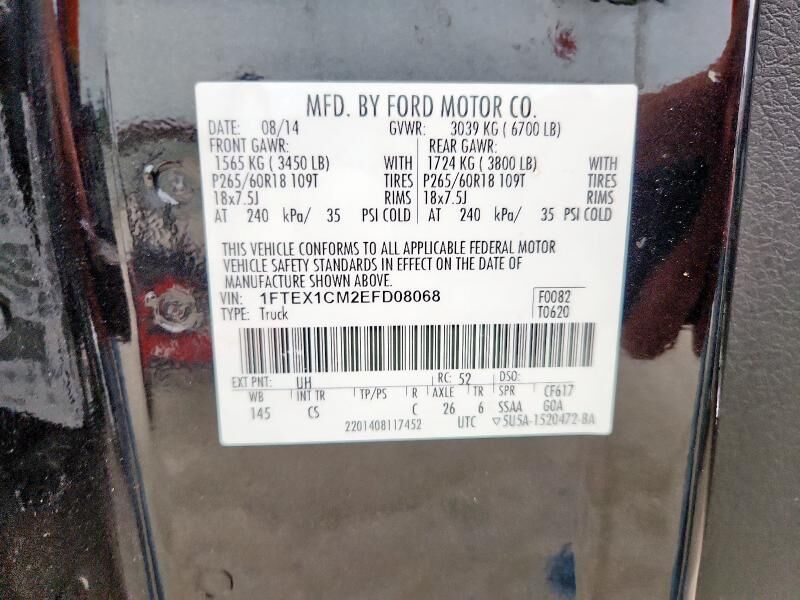 MFD. BY FORD MOTOR CO.
DATE: 08/14 GVWR: 3039 KG ( 6700 LB)
FRONT GAWR: REAR GAWR:
1565 KG ( 3450 LB) WITH 1724 KG ( 3800 LB) WITH
P265/60R18 109T TIRES P265/60R18 109T TIRES
18x7.5J RIMS 18x7.5J RIMS
AT 240 kPa/ 35 PSI COLD AT 240 kPa/ 35 PSI COLD
THIS VEHICLE CONFORMS TO ALL APPLICABLE FEDERAL MOTOR
VEHICLE SAFETY STANDARDS IN EFFECT ON THE DATE OF
MANUFACTURE SHOWN ABOVE.
VIN: 1FTEX1CM2EFD08068 F0082
TYPE: Truck T0620
EXT PNT: UH RC: 52 DSO:
WB INT TR TP/PS R AXLE TR SPR CF617
145 CS C 26 6 SSAA GOA
2201408117452 UTC ▽5U5A-1520472-BA